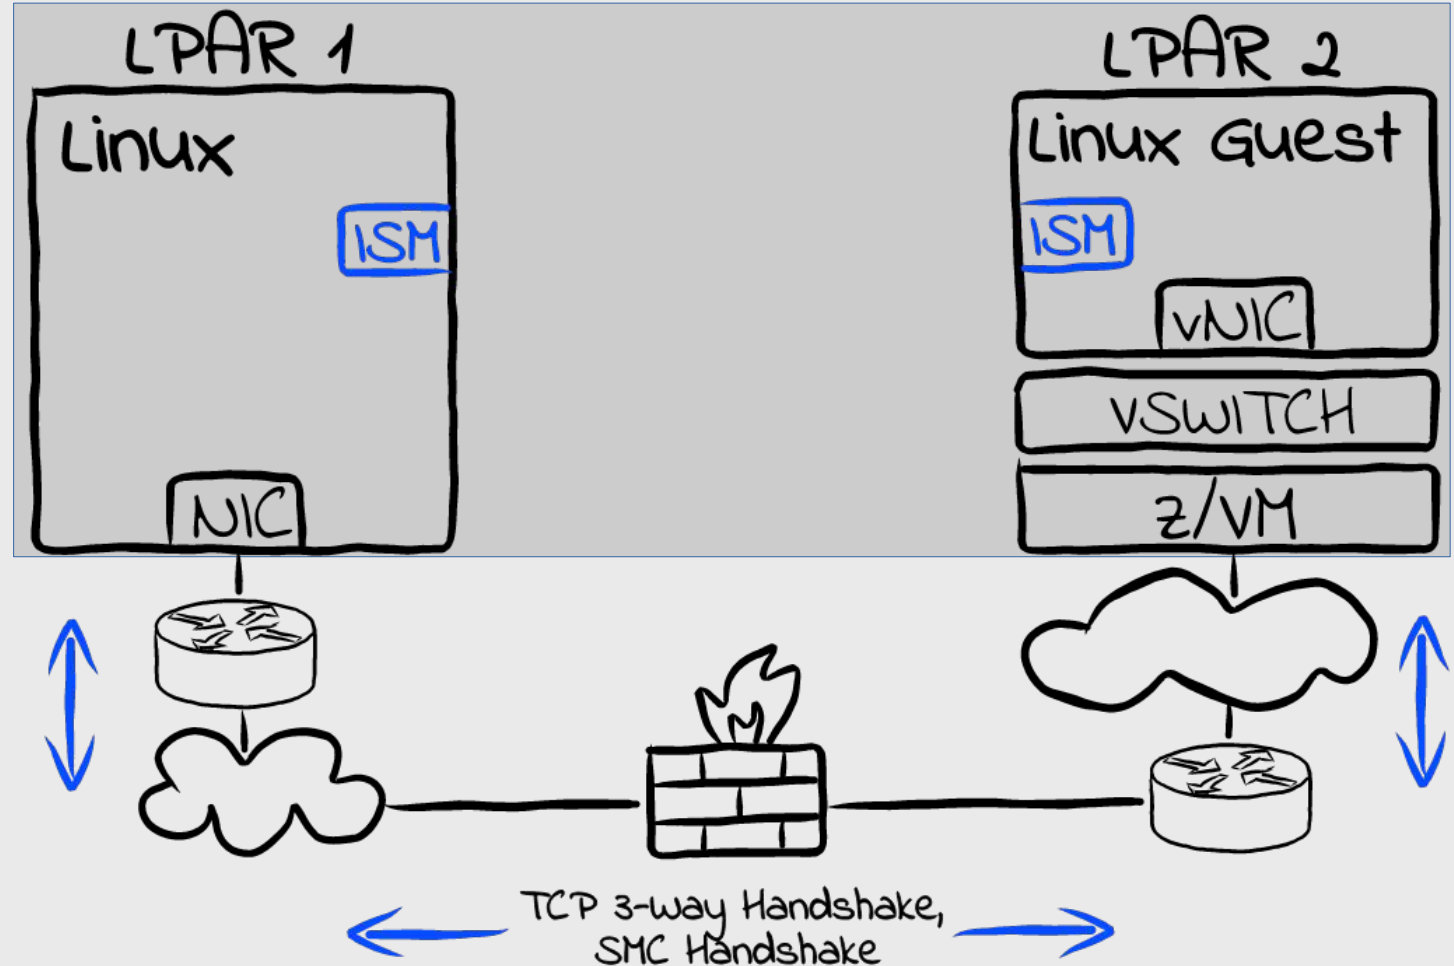 LPAR 1
LPAR 2
Linux
Linux Guest
ISM
ISM
vNIC
VSWITCH
NIC
z/VM
TCP 3-way Handshake,
SMC Handshake